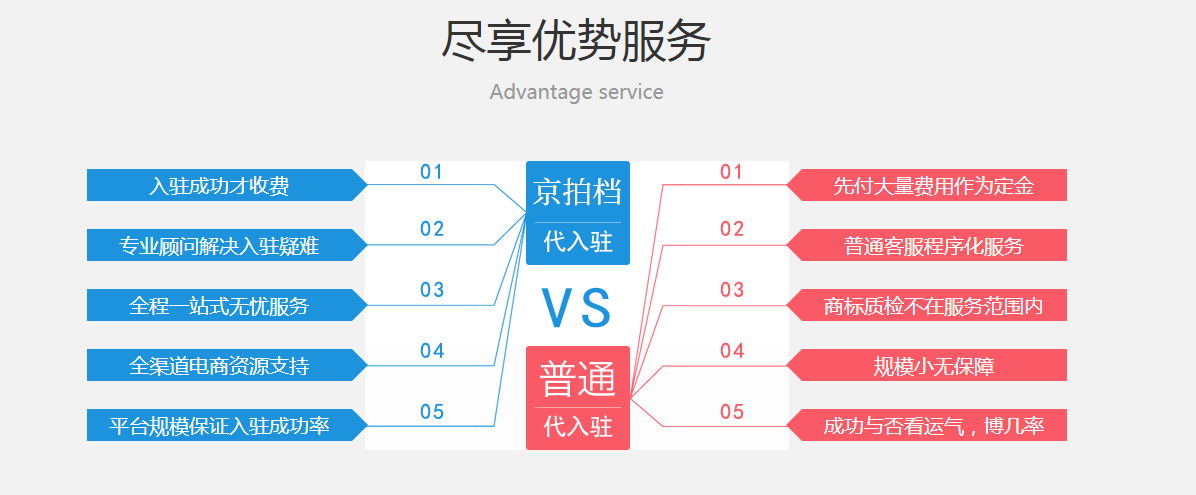 尽享优势服务
Advantage service
01
入驻成功才收费
02
专业顾问解决入驻疑难
03
全程一站式无忧服务
04
全渠道电商资源支持
05
平台规模保证入驻成功率
京拍档
代入驻
VS
普通
代入驻
01
先付大量费用作为定金
02
普通客服程序化服务
03
商标质检不在服务范围内
04
规模小无保障
05
成功与否看运气，博几率